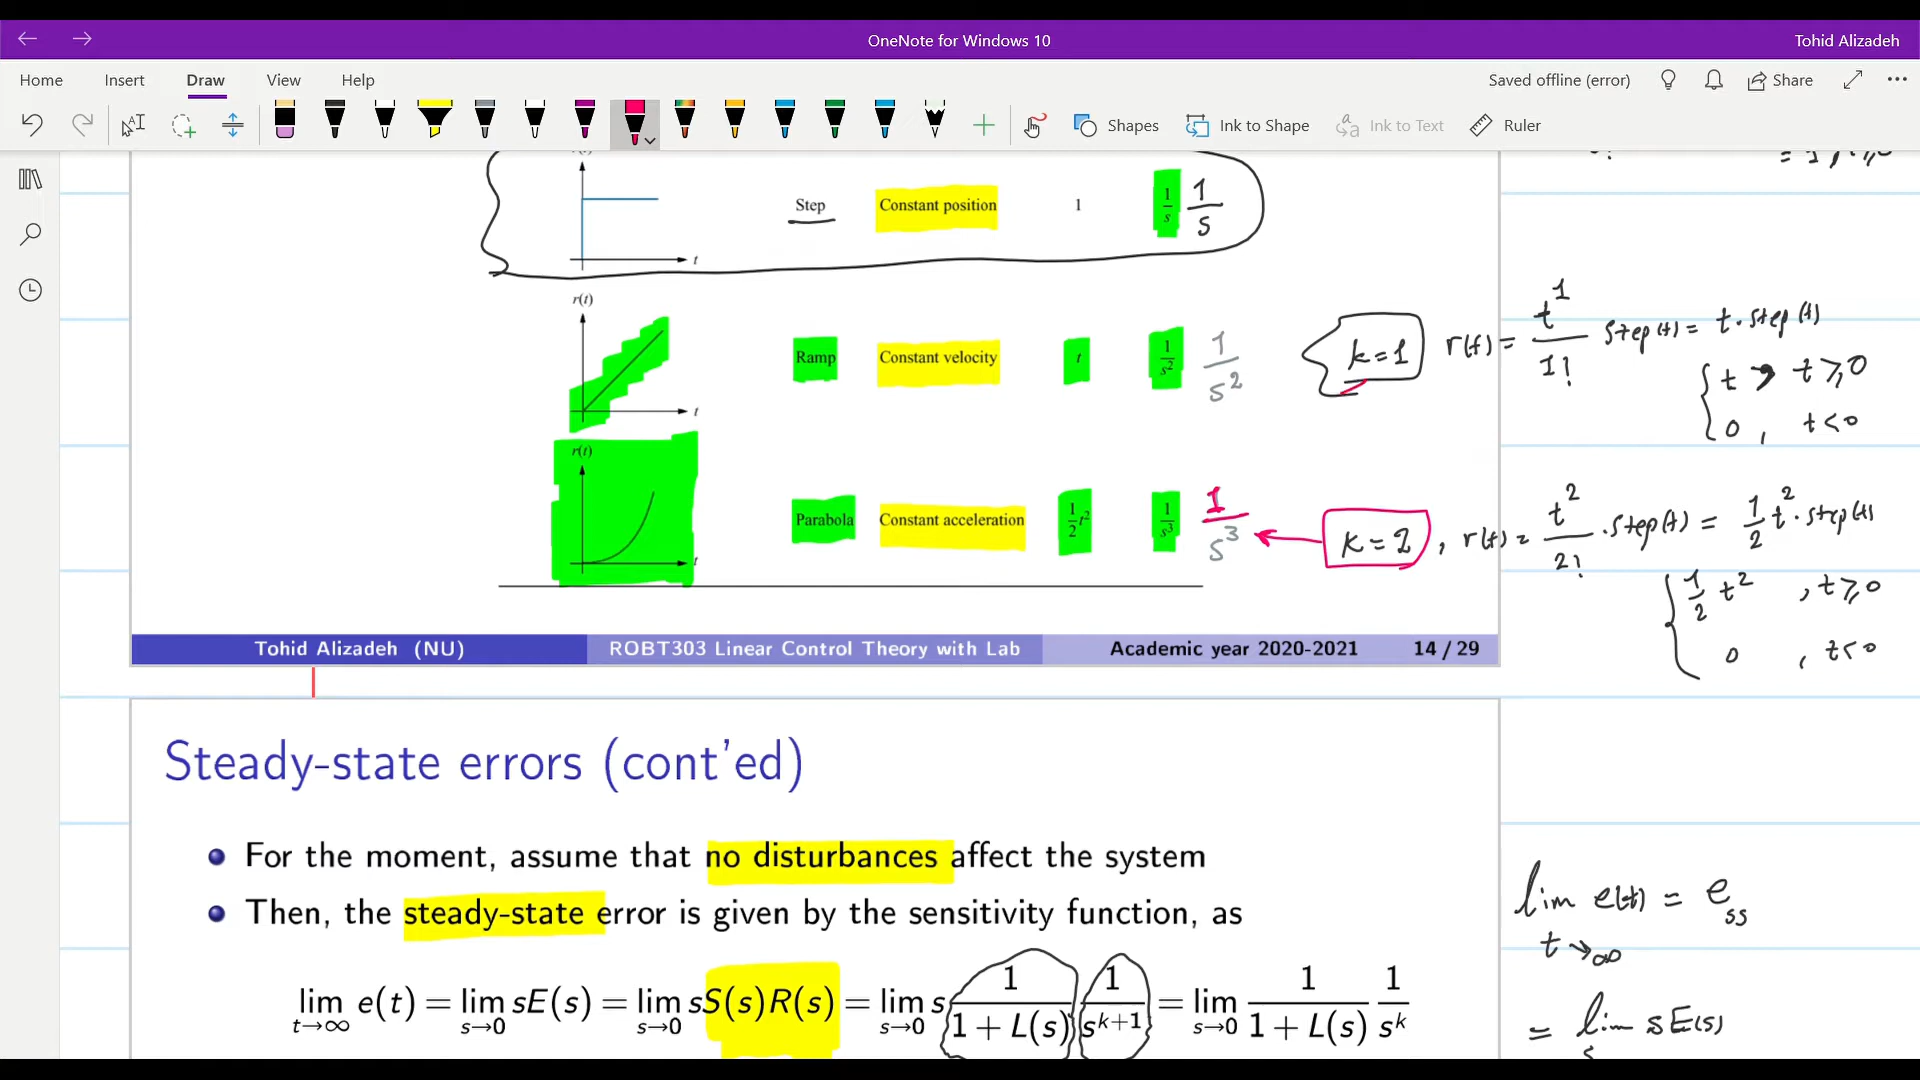 OneNote for Windows 10
Tohid Alizadeh
Home Insert Draw View Help
Saved offline (error) Share
Shapes Ink to Shape Ink to Text Ruler
Step Constant position 1 1/s 1/s
t
r(t)
Ramp Constant velocity t 1/s² 1/s²
t
k=1 r(t) = t¹/1! step(t) = t·step(t)
{ t , t≥0
0 , t<0
r(t)
Parabola Constant acceleration 1/2 t² 1/s³ 1/s³
t
k=2 , r(t) = t²/2! ·step(t) = 1/2 t²·step(t)
{ 1/2 t² , t≥0
0 , t<0
Tohid Alizadeh (NU) ROBT303 Linear Control Theory with Lab Academic year 2020-2021 14 / 29
Steady-state errors (cont'ed)
For the moment, assume that no disturbances affect the system
Then, the steady-state error is given by the sensitivity function, as
lim t→∞ e(t) = lim s→0 sE(s) = lim s→0 sS(s)R(s) = lim s→0 s 1/(1 + L(s)) 1/s^(k+1) = lim s→0 1/(1 + L(s)) 1/s^k
lim e(t) = e_ss
t→∞
= lim sE(s)